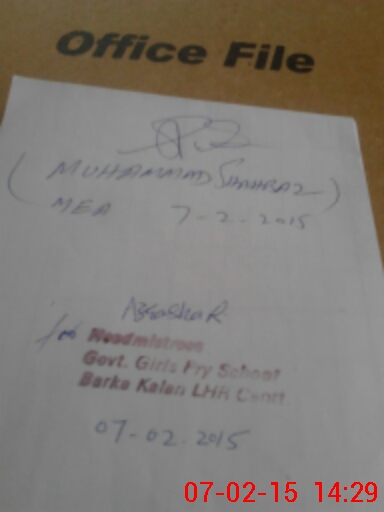 Office File
(MUHAMMAD SHAHBAZ)
MEA 7-2-2015
for Headmistress
Govt. Girls Pry School
Barke Kalan LHR Cantt
07-02-2015
07-02-15 14:29